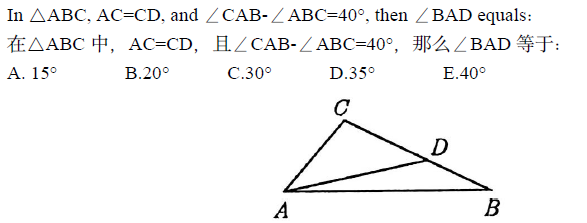 In △ABC, AC=CD, and ∠CAB-∠ABC=40°, then ∠BAD equals:
在△ABC 中，AC=CD，且∠CAB-∠ABC=40°，那么∠BAD 等于:
A. 15° B.20° C.30° D.35° E.40°
C
D
A B